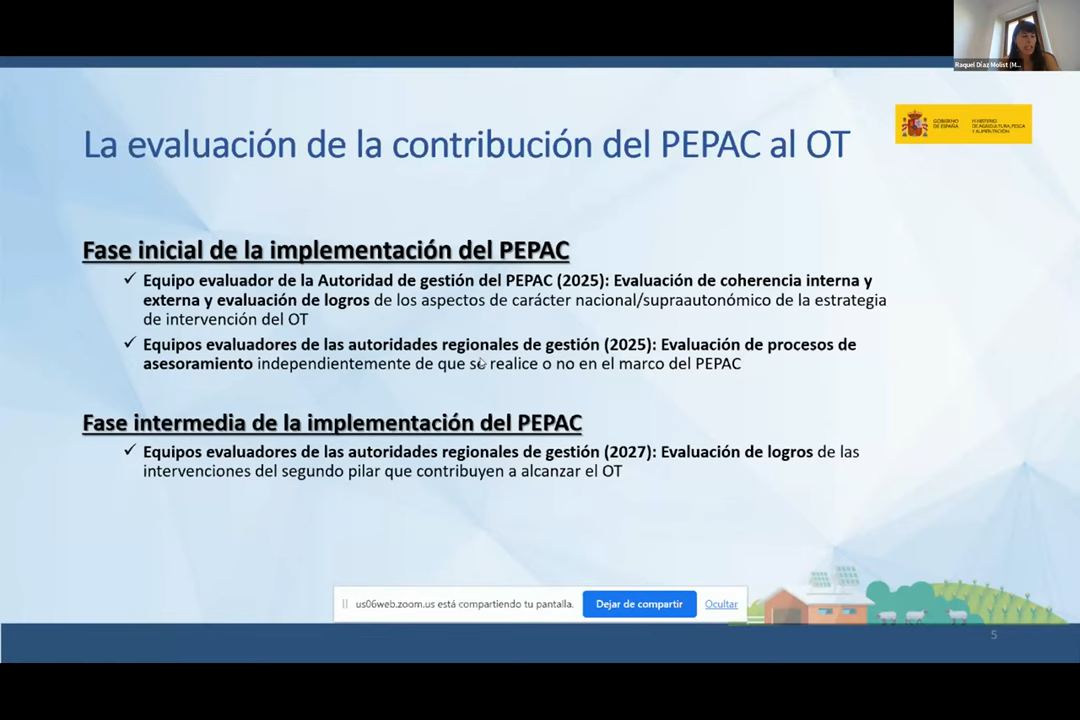 Raquel Díaz Molist (M...
GOBIERNO
DE ESPAÑA
MINISTERIO
DE AGRICULTURA, PESCA
Y ALIMENTACIÓN
La evaluación de la contribución del PEPAC al OT
Fase inicial de la implementación del PEPAC
✓ Equipo evaluador de la Autoridad de gestión del PEPAC (2025): Evaluación de coherencia interna y
externa y evaluación de logros de los aspectos de carácter nacional/supraautonómico de la estrategia
de intervención del OT
✓ Equipos evaluadores de las autoridades regionales de gestión (2025): Evaluación de procesos de
asesoramiento independientemente de que se realice o no en el marco del PEPAC
Fase intermedia de la implementación del PEPAC
✓ Equipos evaluadores de las autoridades regionales de gestión (2027): Evaluación de logros de las
intervenciones del segundo pilar que contribuyen a alcanzar el OT
us06web.zoom.us está compartiendo tu pantalla.
Dejar de compartir
Ocultar
5